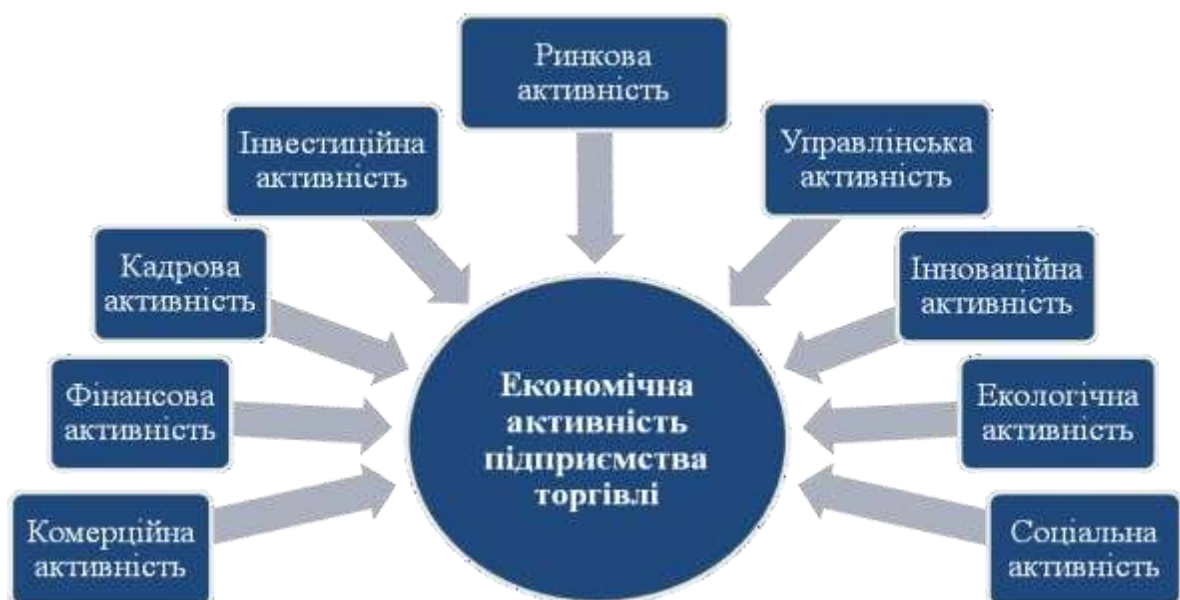 Ринкова
активність
Інвестиційна
активність
Управлінська
активність
Кадрова
активність
Інноваційна
активність
Фінансова
активність
Економічна
активність
підприємства
торгівлі
Екологічна
активність
Комерційна
активність
Соціальна
активність